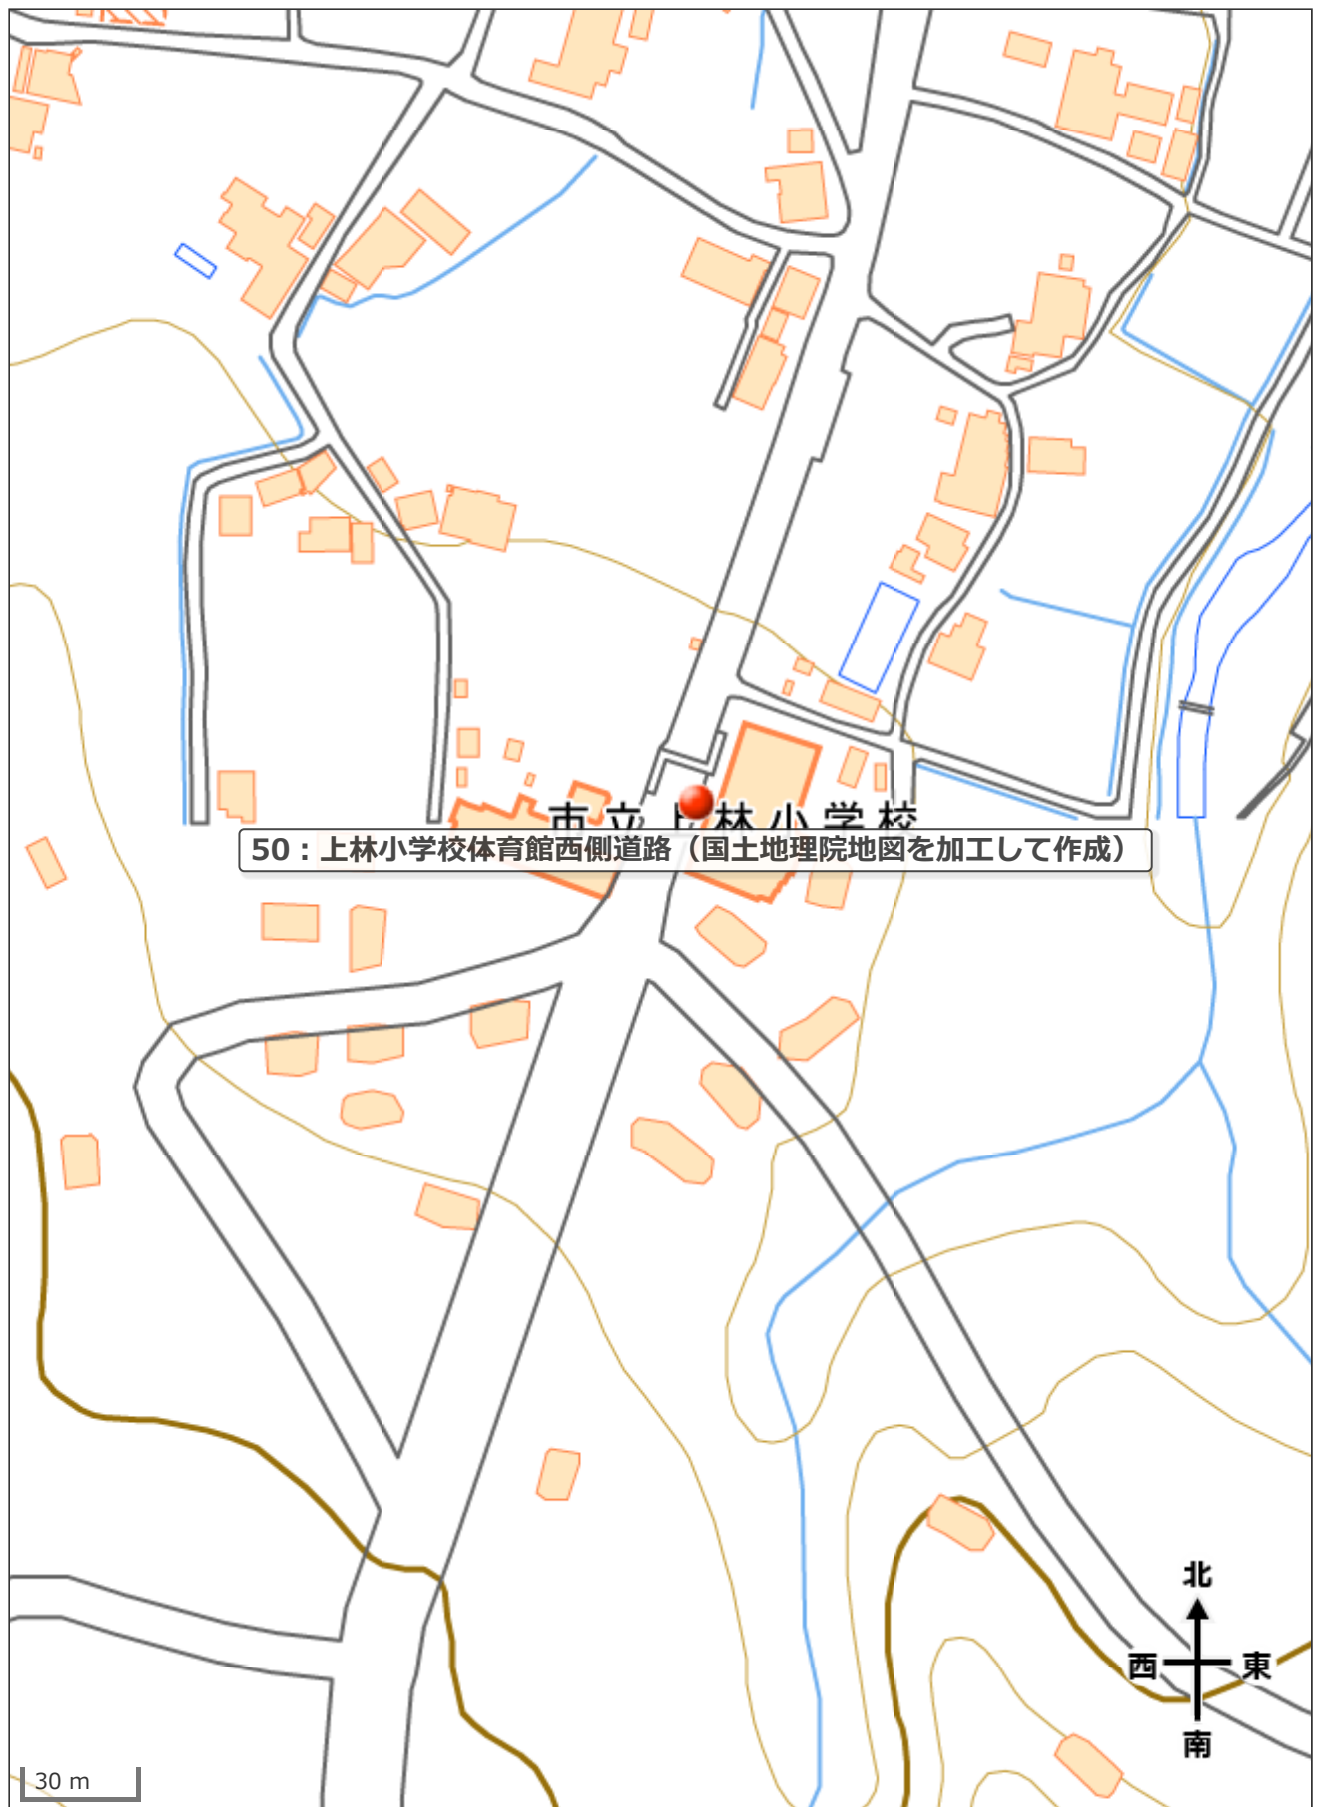 市立上林小学校
50：上林小学校体育館西側道路（国土地理院地図を加工して作成）
北
西 東
南
30 m